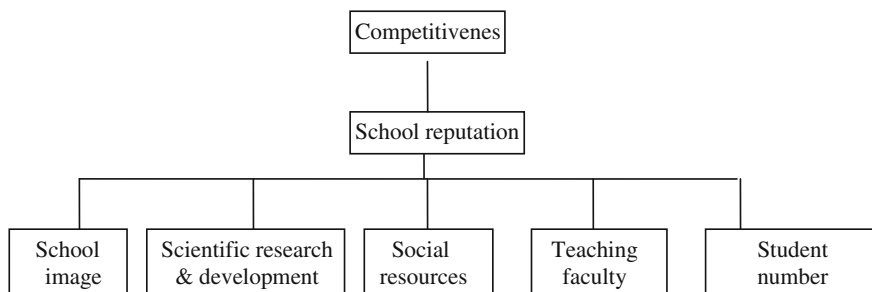 Competitivenes
School reputation
School
image
Scientific research
& development
Social
resources
Teaching
faculty
Student
number